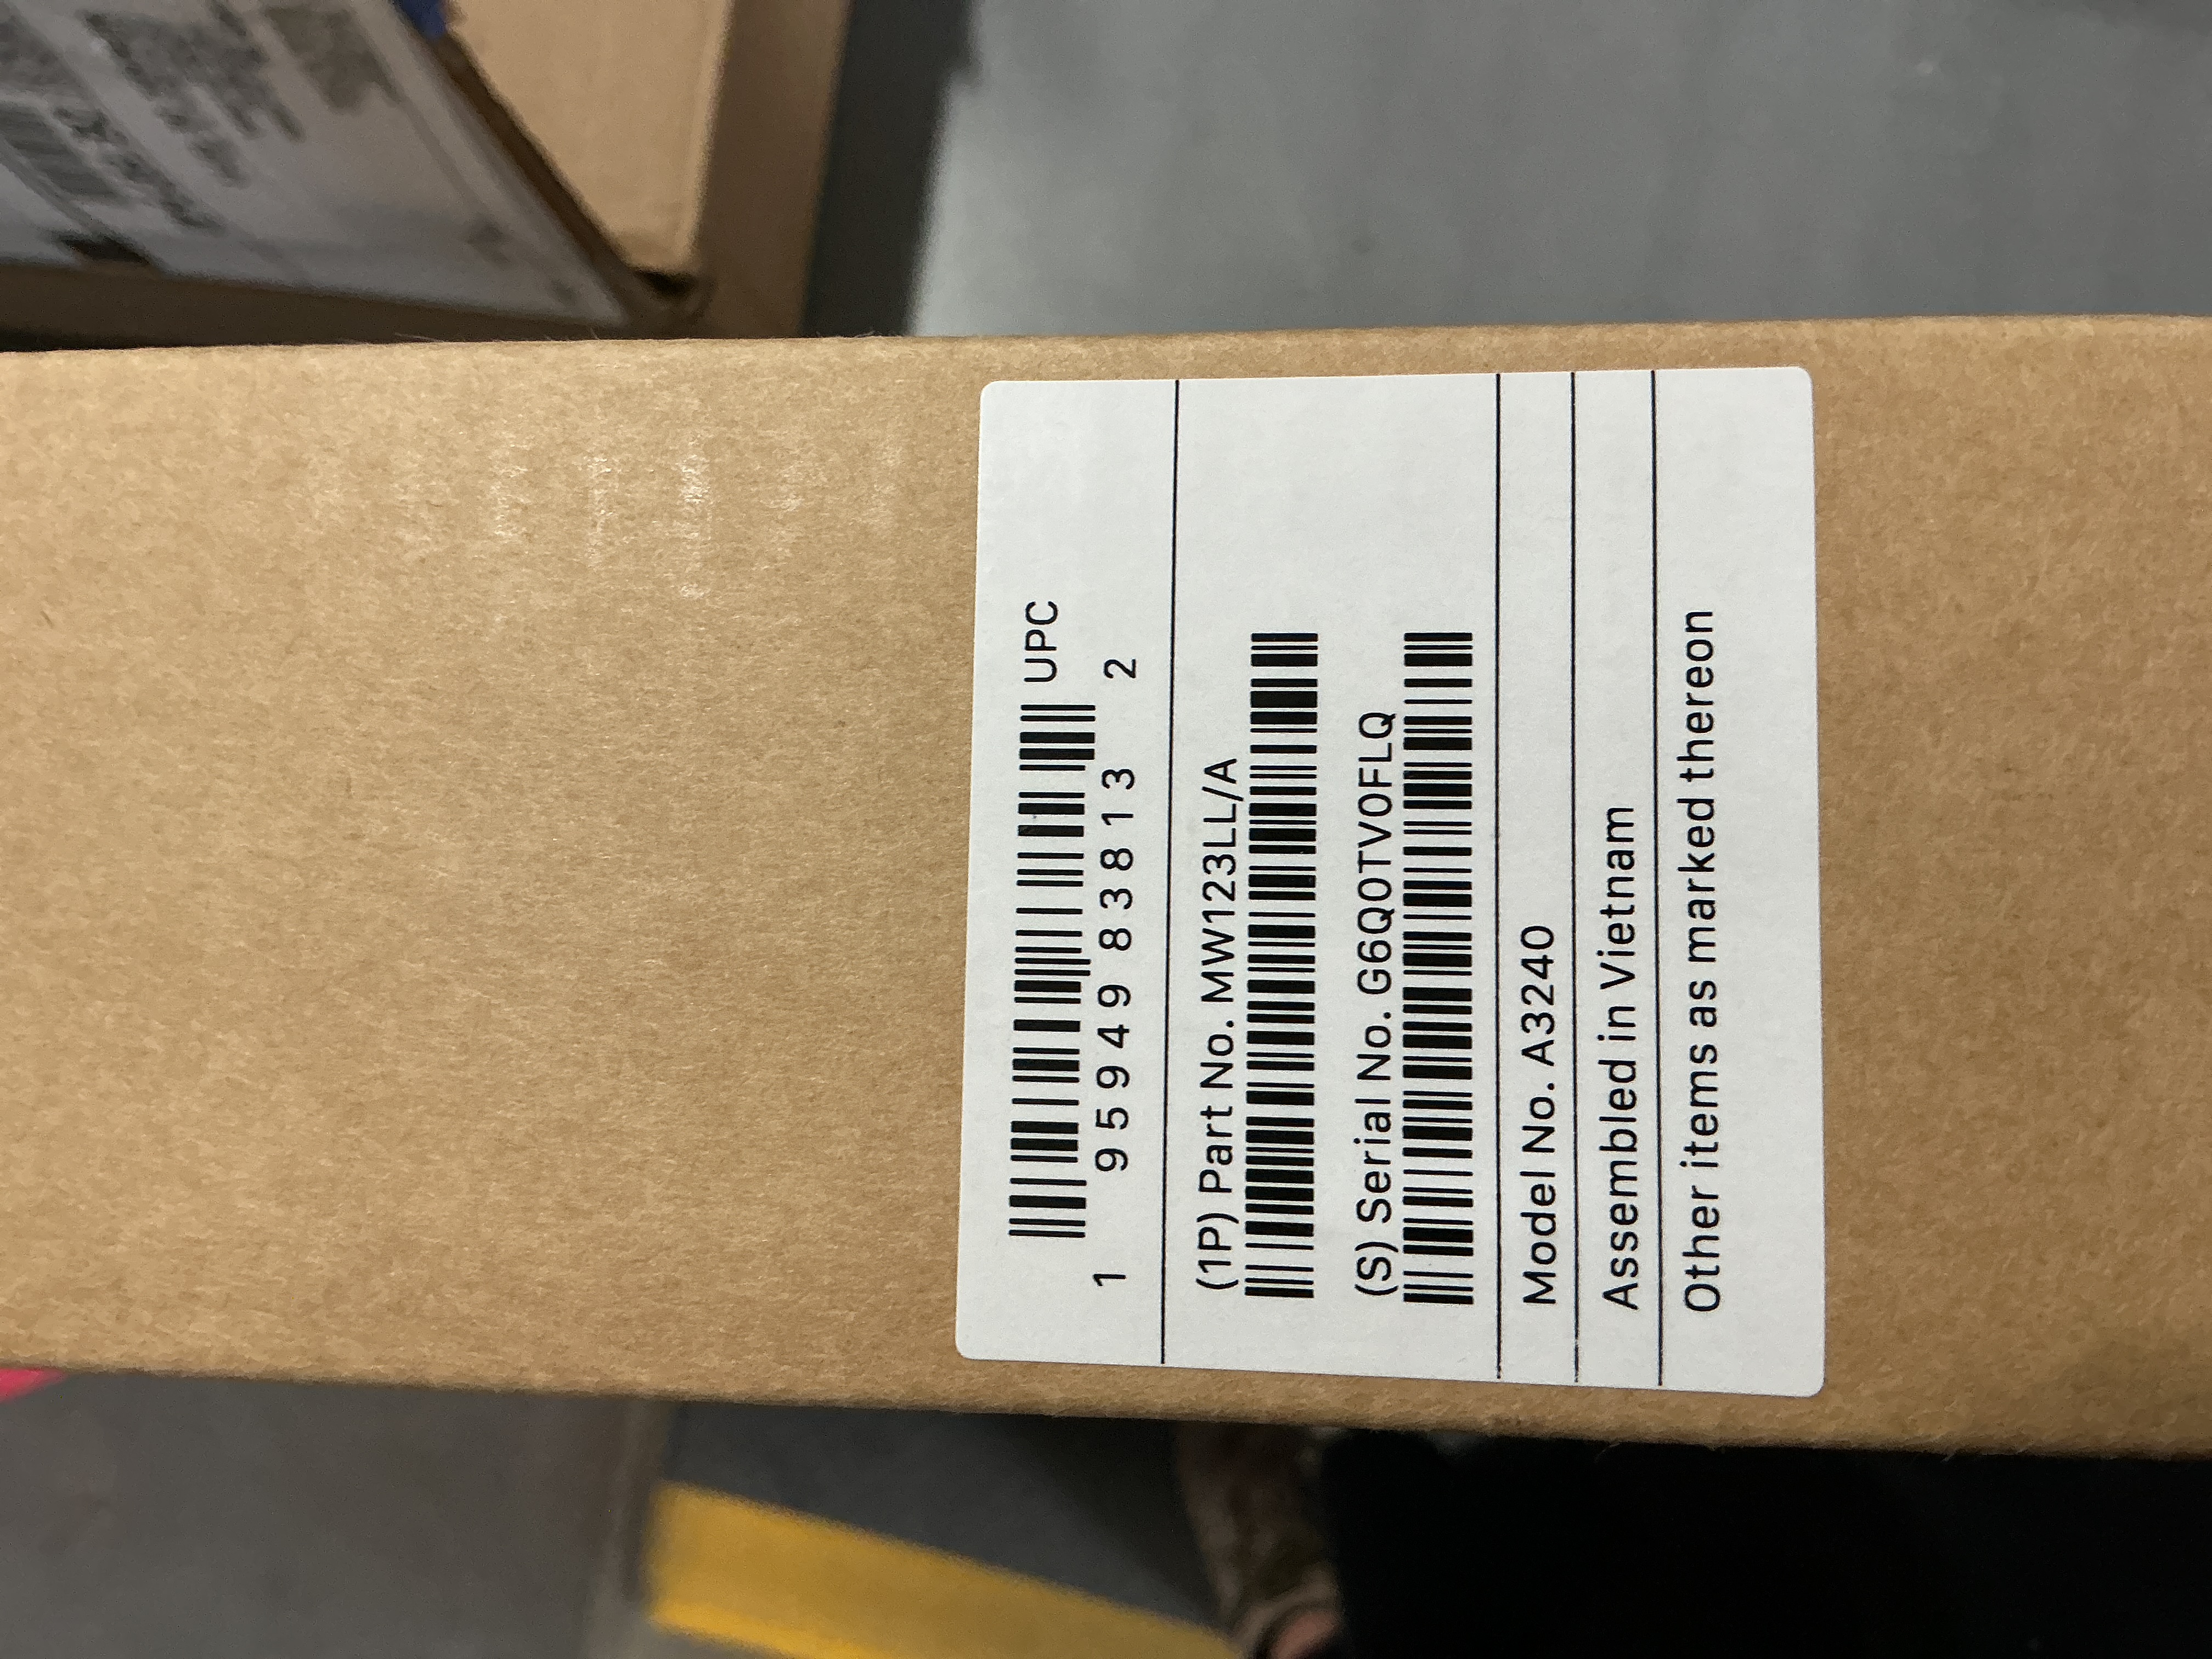 UPC
1 95949 83813 2
(1P) Part No. MW123LL/A
(S) Serial No. G6Q0TV0FLQ
Model No. A3240
Assembled in Vietnam
Other items as marked thereon